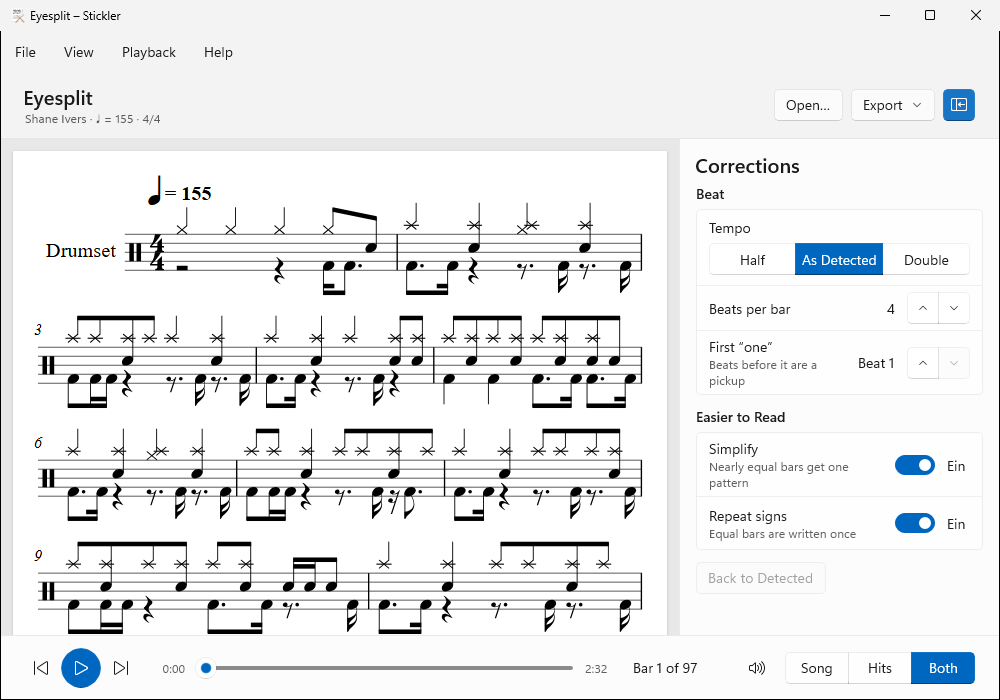 Eyesplit – Stickler
File View Playback Help
Eyesplit
Shane Ivers · ♩ = 155 · 4/4
Open... Export
♩ = 155
Drumset
4
4
3
6
9
Corrections
Beat
Tempo
Half As Detected Double
Beats per bar 4
First “one”
Beats before it are a
pickup
Beat 1
Easier to Read
Simplify
Nearly equal bars get one
pattern
Ein
Repeat signs
Equal bars are written once
Ein
Back to Detected
0:00 2:32 Bar 1 of 97 Song Hits Both